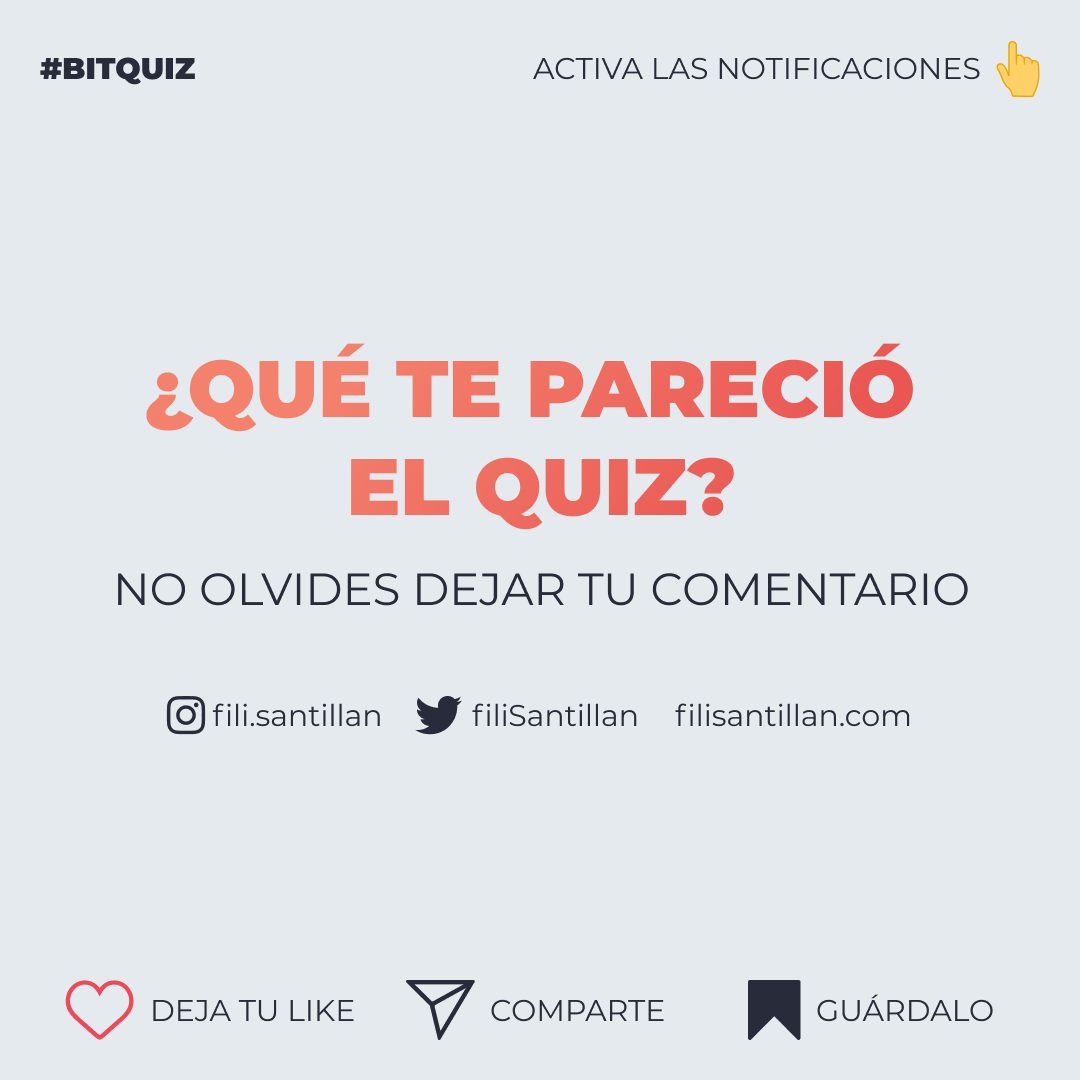 #BITQUIZ
ACTIVA LAS NOTIFICACIONES
¿QUÉ TE PARECIÓ
EL QUIZ?
NO OLVIDES DEJAR TU COMENTARIO
fili.santillan filiSantillan filisantillan.com
DEJA TU LIKE COMPARTE GUÁRDALO